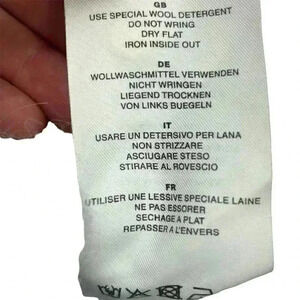 GB
USE SPECIAL WOOL DETERGENT
DO NOT WRING
DRY FLAT
IRON INSIDE OUT
DE
WOLLWASCHMITTEL VERWENDEN
NICHT WRINGEN
LIEGEND TROCKNEN
VON LINKS BUEGELN
IT
USARE UN DETERSIVO PER LANA
NON STRIZZARE
ASCIUGARE STESO
STIRARE AL ROVESCIO
FR
UTILISER UNE LESSIVE SPECIALE LAINE
NE PAS ESSORER
SECHAGE A PLAT
REPASSER A L'ENVERS